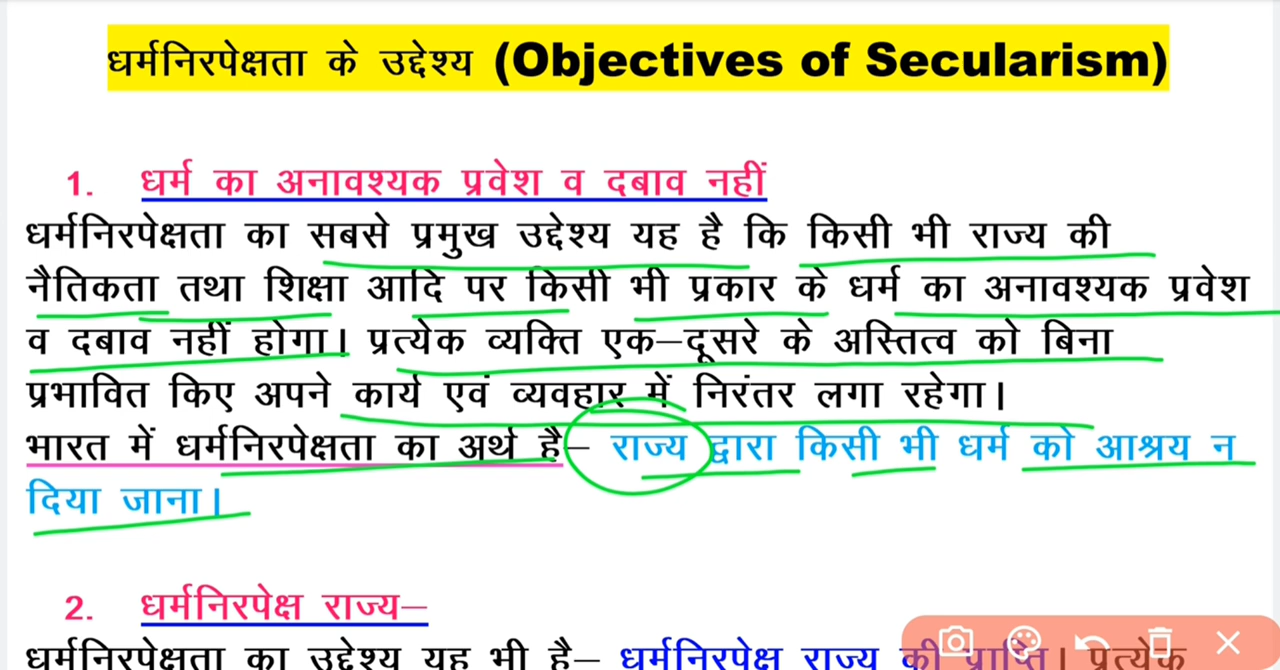 धर्मनिरपेक्षता के उद्देश्य (Objectives of Secularism)
1. धर्म का अनावश्यक प्रवेश व दबाव नहीं
धर्मनिरपेक्षता का सबसे प्रमुख उद्देश्य यह है कि किसी भी राज्य की
नैतिकता तथा शिक्षा आदि पर किसी भी प्रकार के धर्म का अनावश्यक प्रवेश
व दबाव नहीं होगा। प्रत्येक व्यक्ति एक–दूसरे के अस्तित्व को बिना
प्रभावित किए अपने कार्य एवं व्यवहार में निरंतर लगा रहेगा।
भारत में धर्मनिरपेक्षता का अर्थ है– राज्य द्वारा किसी भी धर्म को आश्रय न
दिया जाना।
2. धर्मनिरपेक्ष राज्य–
धर्मनिरपेक्षता का उद्देश्य यह भी है– धर्मनिरपेक्ष राज्य की प्राप्ति। प्रत्येक